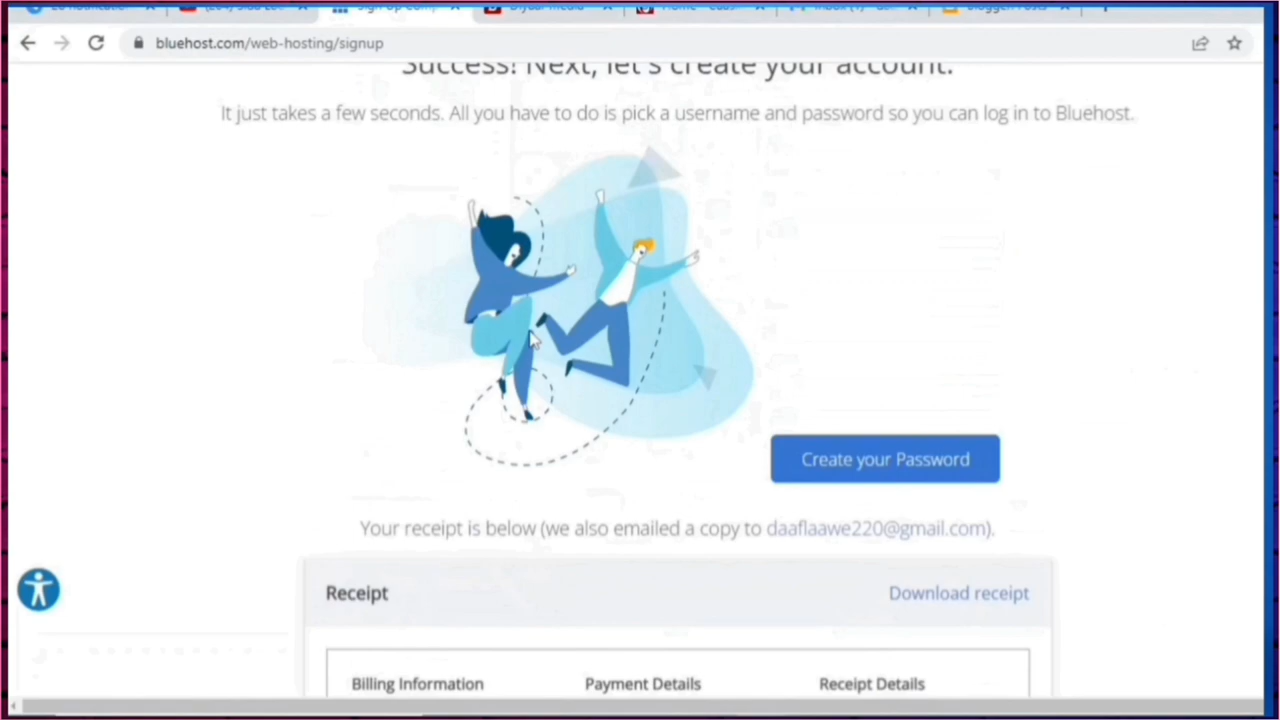 bluehost.com/web-hosting/signup
Success! Next, let's create your account.
It just takes a few seconds. All you have to do is pick a username and password so you can log in to Bluehost.
Create your Password
Your receipt is below (we also emailed a copy to daaflaawe220@gmail.com).
Receipt
Download receipt
Billing Information
Payment Details
Receipt Details